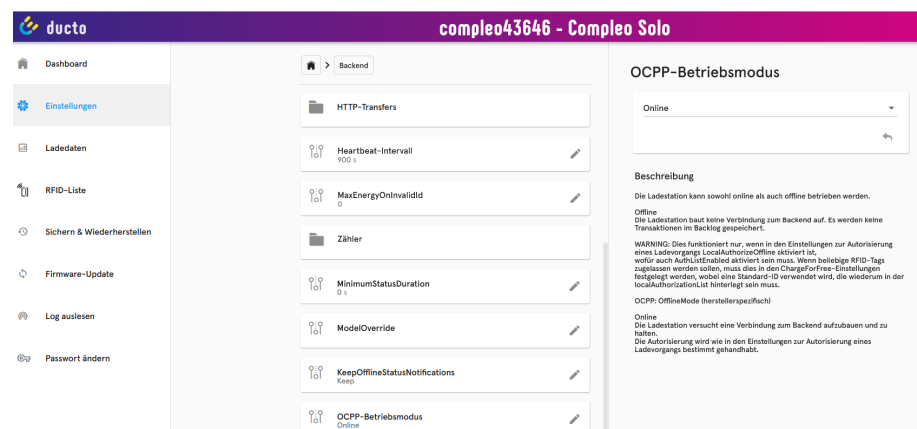 ducto
compleo43646 - Compleo Solo
Dashboard
Einstellungen
Ladedaten
RFID-Liste
Sichern & Wiederherstellen
Firmware-Update
Log auslesen
Passwort ändern
> Backend
HTTP-Transfers
Heartbeat-Intervall
900 s
MaxEnergyOnInvalidId
0
Zähler
MinimumStatusDuration
0 s
ModelOverride
KeepOfflineStatusNotifications
Keep
OCPP-Betriebsmodus
Online
OCPP-Betriebsmodus
Online
Beschreibung
Die Ladestation kann sowohl online als auch offline betrieben werden.
Offline
Die Ladestation baut keine Verbindung zum Backend auf. Es werden keine
Transaktionen im Backlog gespeichert.
WARNING: Dies funktioniert nur, wenn in den Einstellungen zur Autorisierung
eines Ladevorgangs LocalAuthorizeOffline aktiviert ist,
wofür auch AuthListEnabled aktiviert sein muss. Wenn beliebige RFID-Tags
zugelassen werden sollen, muss dies in den ChargeForFree-Einstellungen
festgelegt werden, wobei eine Standard-ID verwendet wird, die wiederum in der
localAuthorizationList hinterlegt sein muss.
OCPP: OfflineMode (herstellerspezifisch)
Online
Die Ladestation versucht eine Verbindung zum Backend aufzubauen und zu
halten.
Die Autorisierung wird wie in den Einstellungen zur Autorisierung eines
Ladevorgangs bestimmt gehandhabt.